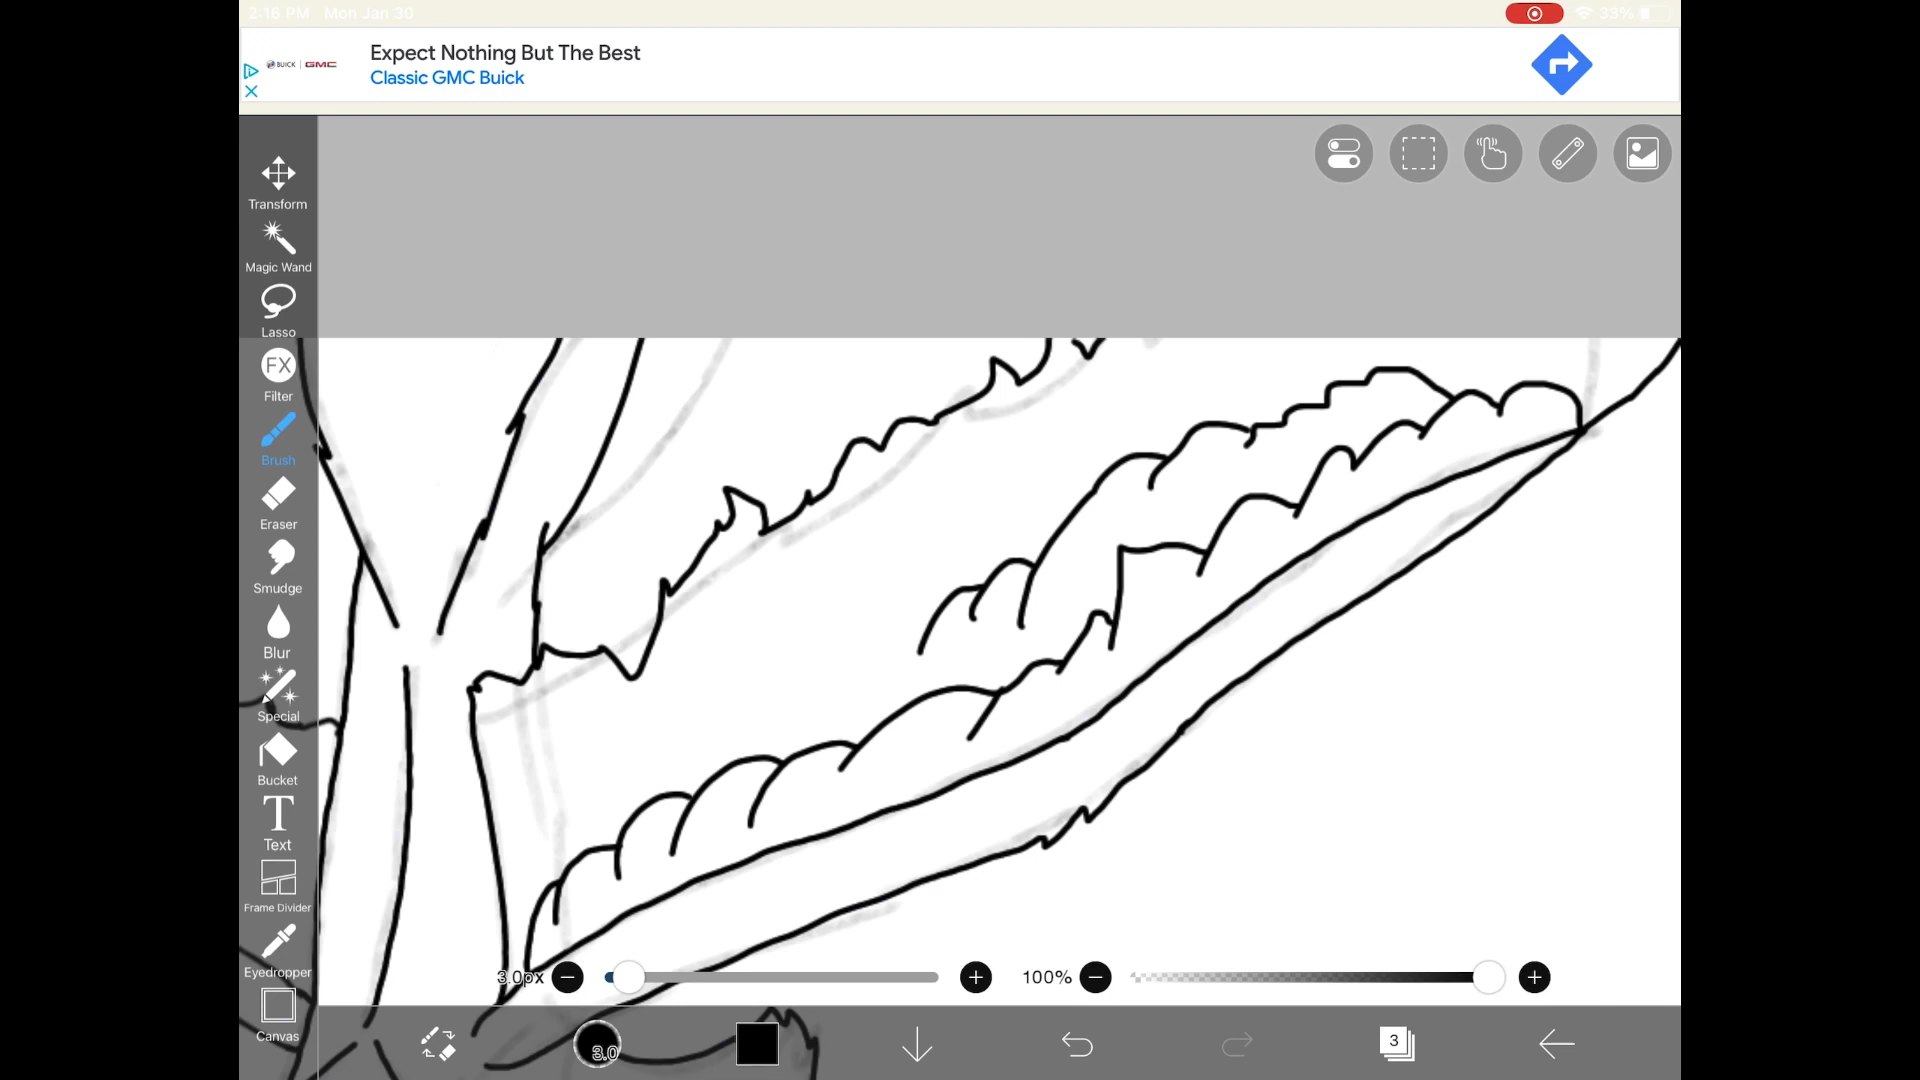 2:16 PM Mon Jan 30
33%
BUICK GMC
Expect Nothing But The Best
Classic GMC Buick
Transform
Magic Wand
Lasso
FX
Filter
Brush
Eraser
Smudge
Blur
Special
Bucket
T
Text
Frame Divider
Eyedropper
Canvas
3.0px
100%
3.0
3